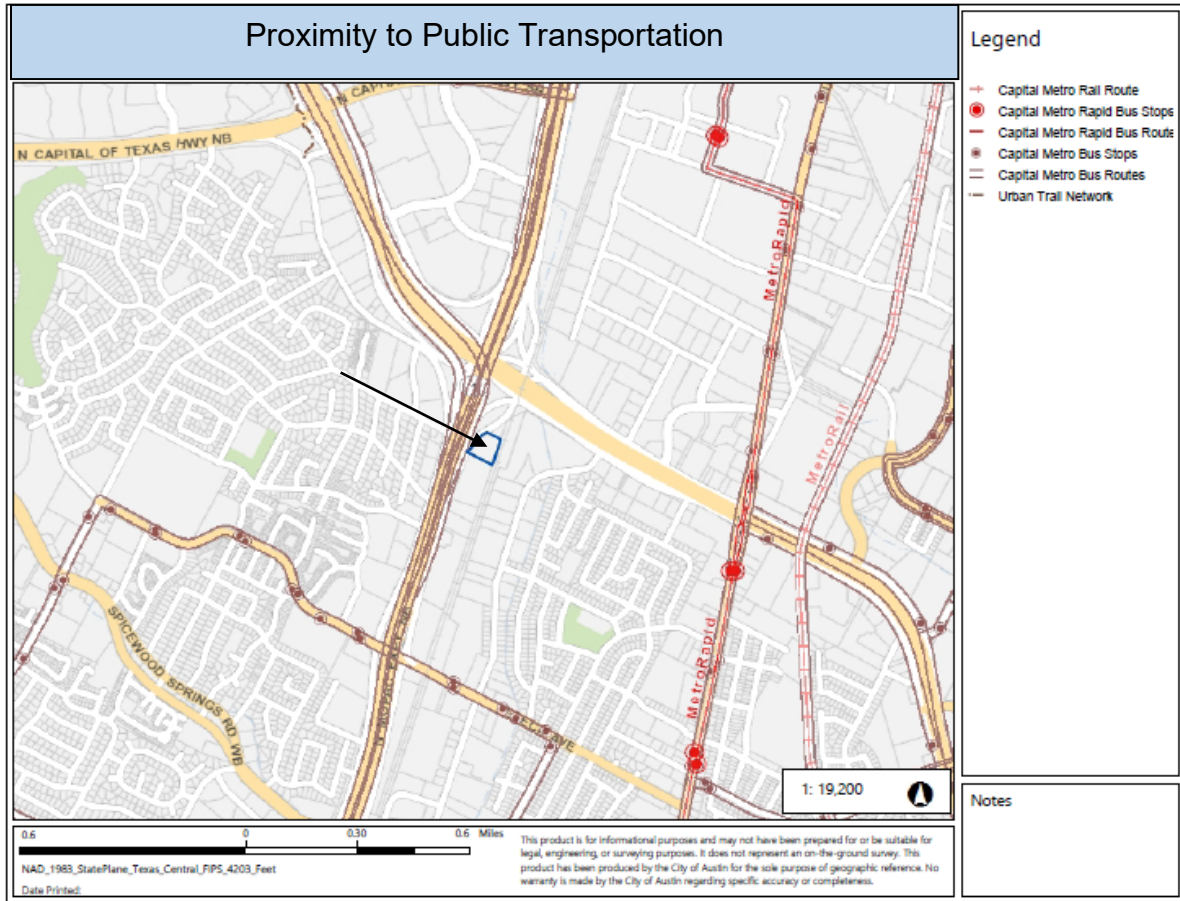 Proximity to Public Transportation
Legend
Capital Metro Rail Route
Capital Metro Rapid Bus Stops
Capital Metro Rapid Bus Route
Capital Metro Bus Stops
Capital Metro Bus Routes
Urban Trail Network
N CAPITAL OF TEXAS HWY NB
N CAPITAL
MetroRapid
MetroRail
MetroRapid
SPICEWOOD SPRINGS RD WB
AVE
1: 19,200
Notes
0.6 0 0.30 0.6 Miles
NAD_1983_StatePlane_Texas_Central_FIPS_4203_Feet
Date Printed:
This product is for informational purposes and may not have been prepared for or be suitable for
legal, engineering, or surveying purposes. It does not represent an on-the-ground survey. This
product has been produced by the City of Austin for the sole purpose of geographic reference. No
warranty is made by the City of Austin regarding specific accuracy or completeness.